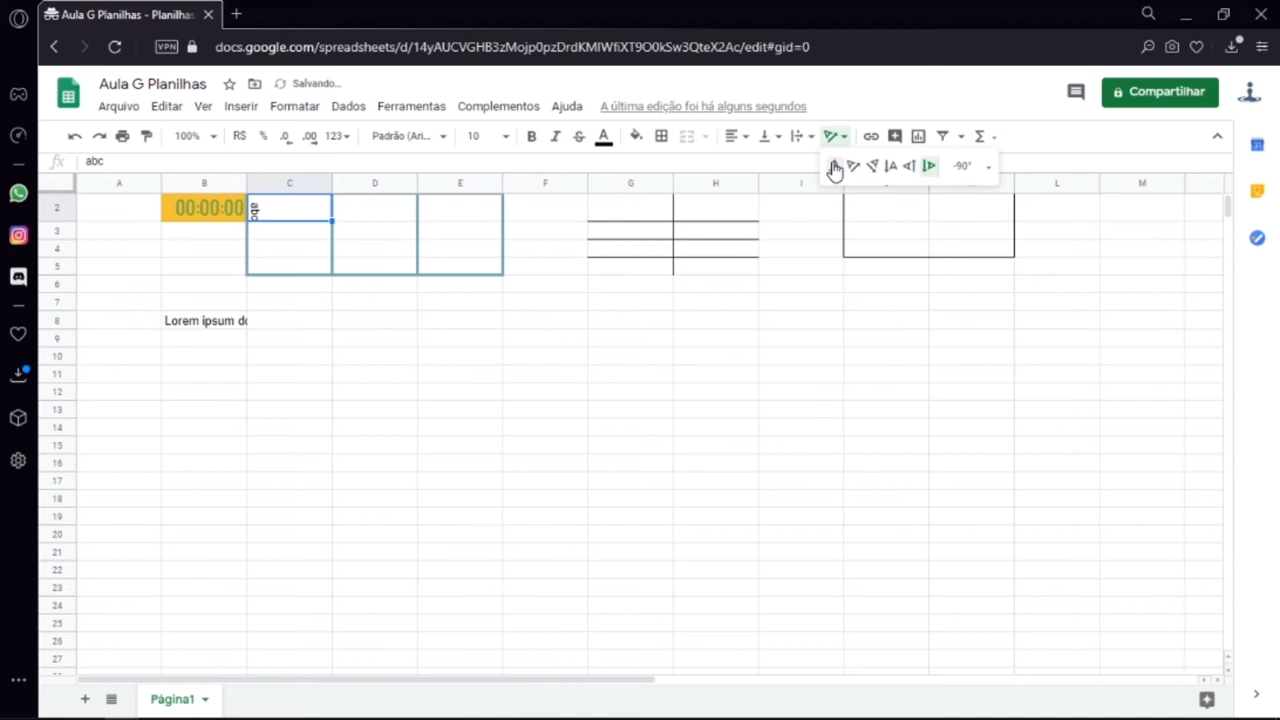 Aula G Planilhas - Planilhas
VPN docs.google.com/spreadsheets/d/14yAUCVGHB3zMojp0pzDrdKMIWfiXT9O0kSw3QteX2Ac/edit#gid=0
Aula G Planilhas Salvando...
Arquivo Editar Ver Inserir Formatar Dados Ferramentas Complementos Ajuda A última edição foi há alguns segundos
Compartilhar
100% R$ % .0 .00 123 Padrão (Ari... 10 B I S A
fx abc
-90°
A B C D E F G H I L M
2 00:00:00 abc
3
4
5
6
7
8 Lorem ipsum do
9
10
11
12
13
14
15
16
17
18
19
20
21
22
23
24
25
26
27
Página1